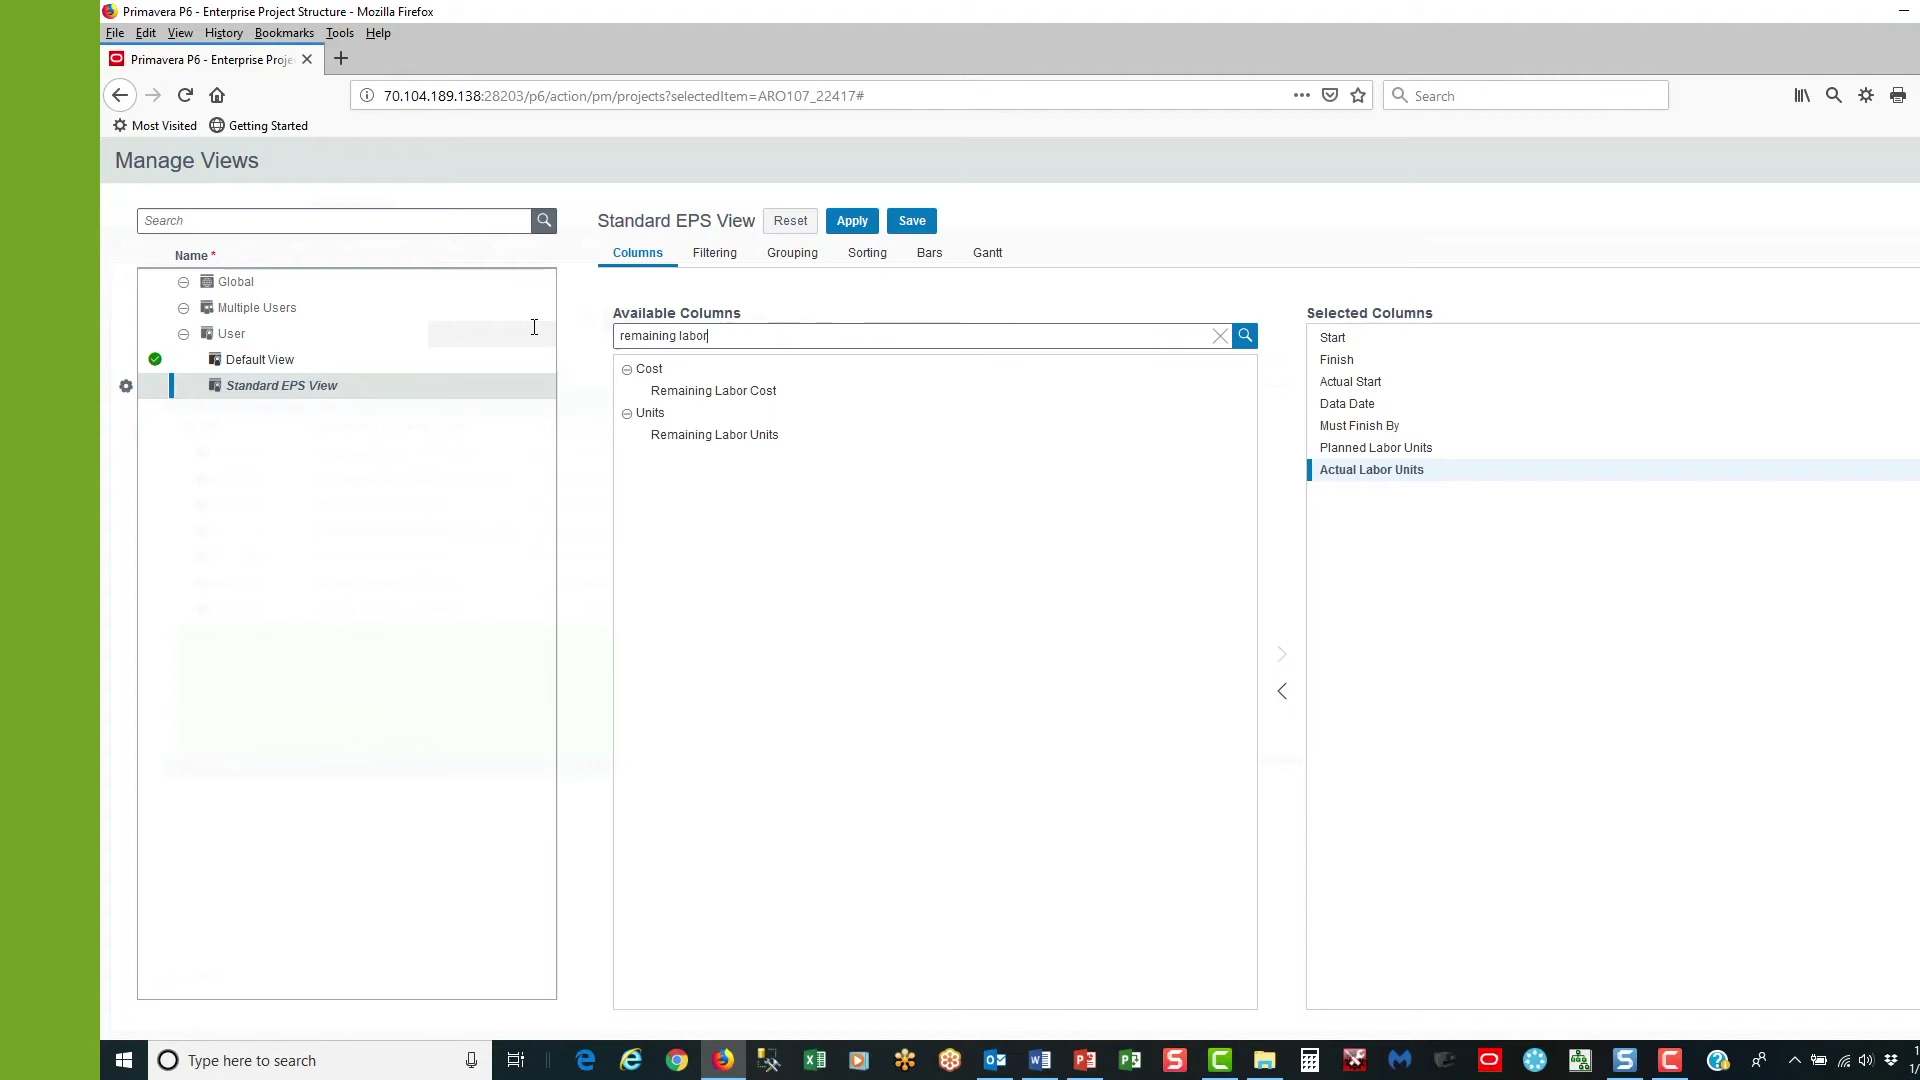 Primavera P6 - Enterprise Project Structure - Mozilla Firefox
File Edit View History Bookmarks Tools Help
Primavera P6 - Enterprise Proje
70.104.189.138:28203/p6/action/pm/projects?selectedItem=ARO107_22417#
Search
Most Visited Getting Started
Manage Views
Search
Standard EPS View Reset Apply Save
Name *
Columns Filtering Grouping Sorting Bars Gantt
Global
Multiple Users
User
Default View
Standard EPS View
Available Columns
remaining labor
Cost
Remaining Labor Cost
Units
Remaining Labor Units
Selected Columns
Start
Finish
Actual Start
Data Date
Must Finish By
Planned Labor Units
Actual Labor Units
Type here to search